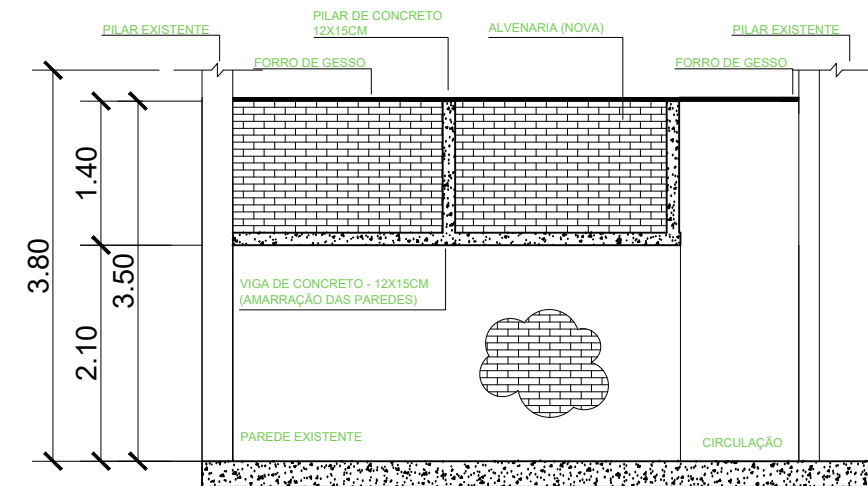 PILAR EXISTENTE
PILAR DE CONCRETO
12X15CM
ALVENARIA (NOVA)
PILAR EXISTENTE
FORRO DE GESSO
FORRO DE GESSO
1.40
3.80
3.50
2.10
VIGA DE CONCRETO - 12X15CM
(AMARRAÇÃO DAS PAREDES)
PAREDE EXISTENTE
CIRCULAÇÃO